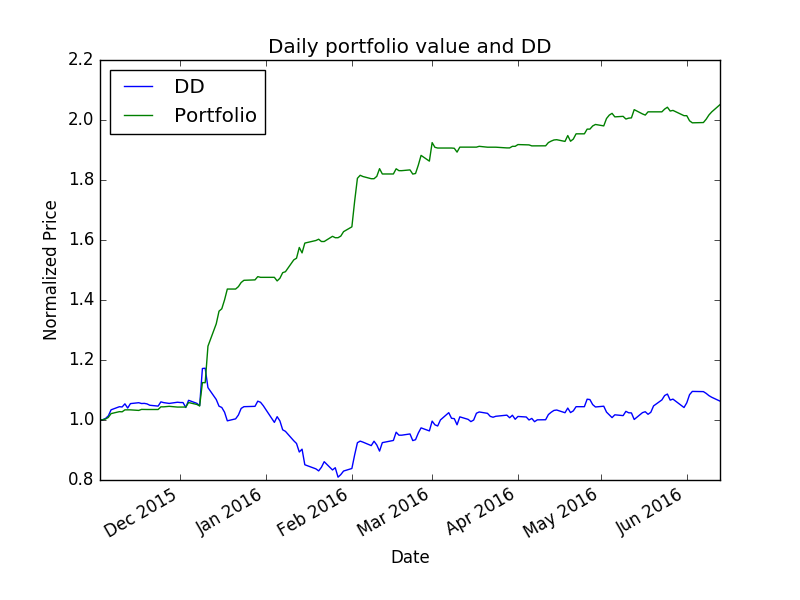 Daily portfolio value and DD
DD
Portfolio
Normalized Price
2.2
2.0
1.8
1.6
1.4
1.2
1.0
0.8
Dec 2015
Jan 2016
Feb 2016
Mar 2016
Apr 2016
May 2016
Jun 2016
Date